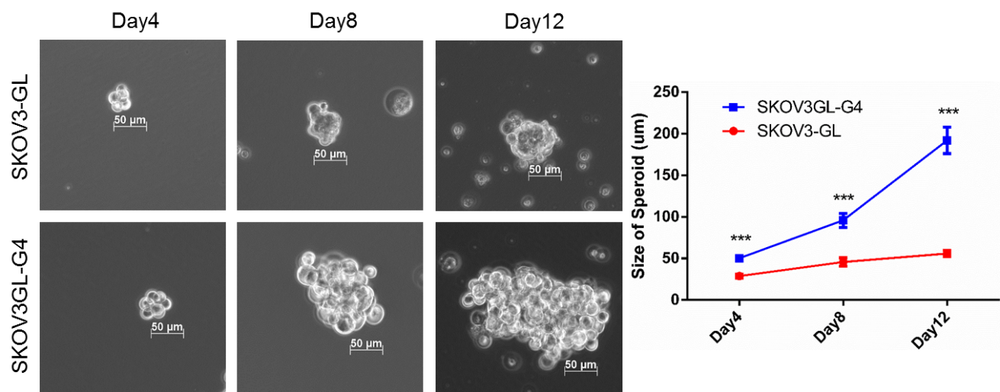 Day4 Day8 Day12
SKOV3-GL
50 µm
50 µm
50 µm
SKOV3GL-G4
50 µm
50 µm
50 µm
Size of Speroid (um)
250
200
150
100
50
0
SKOV3GL-G4
SKOV3-GL
***
***
***
Day4
Day8
Day12